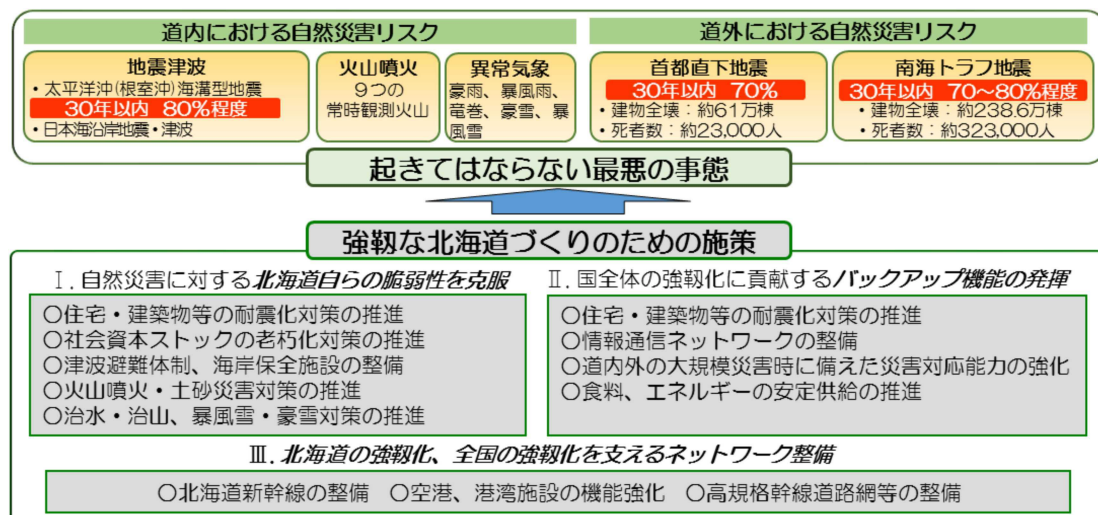 道内における自然災害リスク
地震津波
・太平洋沖(根室沖)海溝型地震
30年以内 80%程度
・日本海沿岸地震・津波
火山噴火
9つの
常時観測火山
異常気象
豪雨、暴風雨、
竜巻、豪雪、暴
風雪
道外における自然災害リスク
首都直下地震
30年以内 70%
・建物全壊：約61万棟
・死者数：約23,000人
南海トラフ地震
30年以内 70～80%程度
・建物全壊：約238.6万棟
・死者数：約323,000人
起きてはならない最悪の事態
強靱な北海道づくりのための施策
Ⅰ．自然災害に対する北海道自らの脆弱性を克服
○住宅・建築物等の耐震化対策の推進
○社会資本ストックの老朽化対策の推進
○津波避難体制、海岸保全施設の整備
○火山噴火・土砂災害対策の推進
○治水・治山、暴風雪・豪雪対策の推進
Ⅱ．国全体の強靱化に貢献するバックアップ機能の発揮
○住宅・建築物等の耐震化対策の推進
○情報通信ネットワークの整備
○道内外の大規模災害時に備えた災害対応能力の強化
○食料、エネルギーの安定供給の推進
Ⅲ．北海道の強靱化、全国の強靱化を支えるネットワーク整備
○北海道新幹線の整備 ○空港、港湾施設の機能強化 ○高規格幹線道路網等の整備